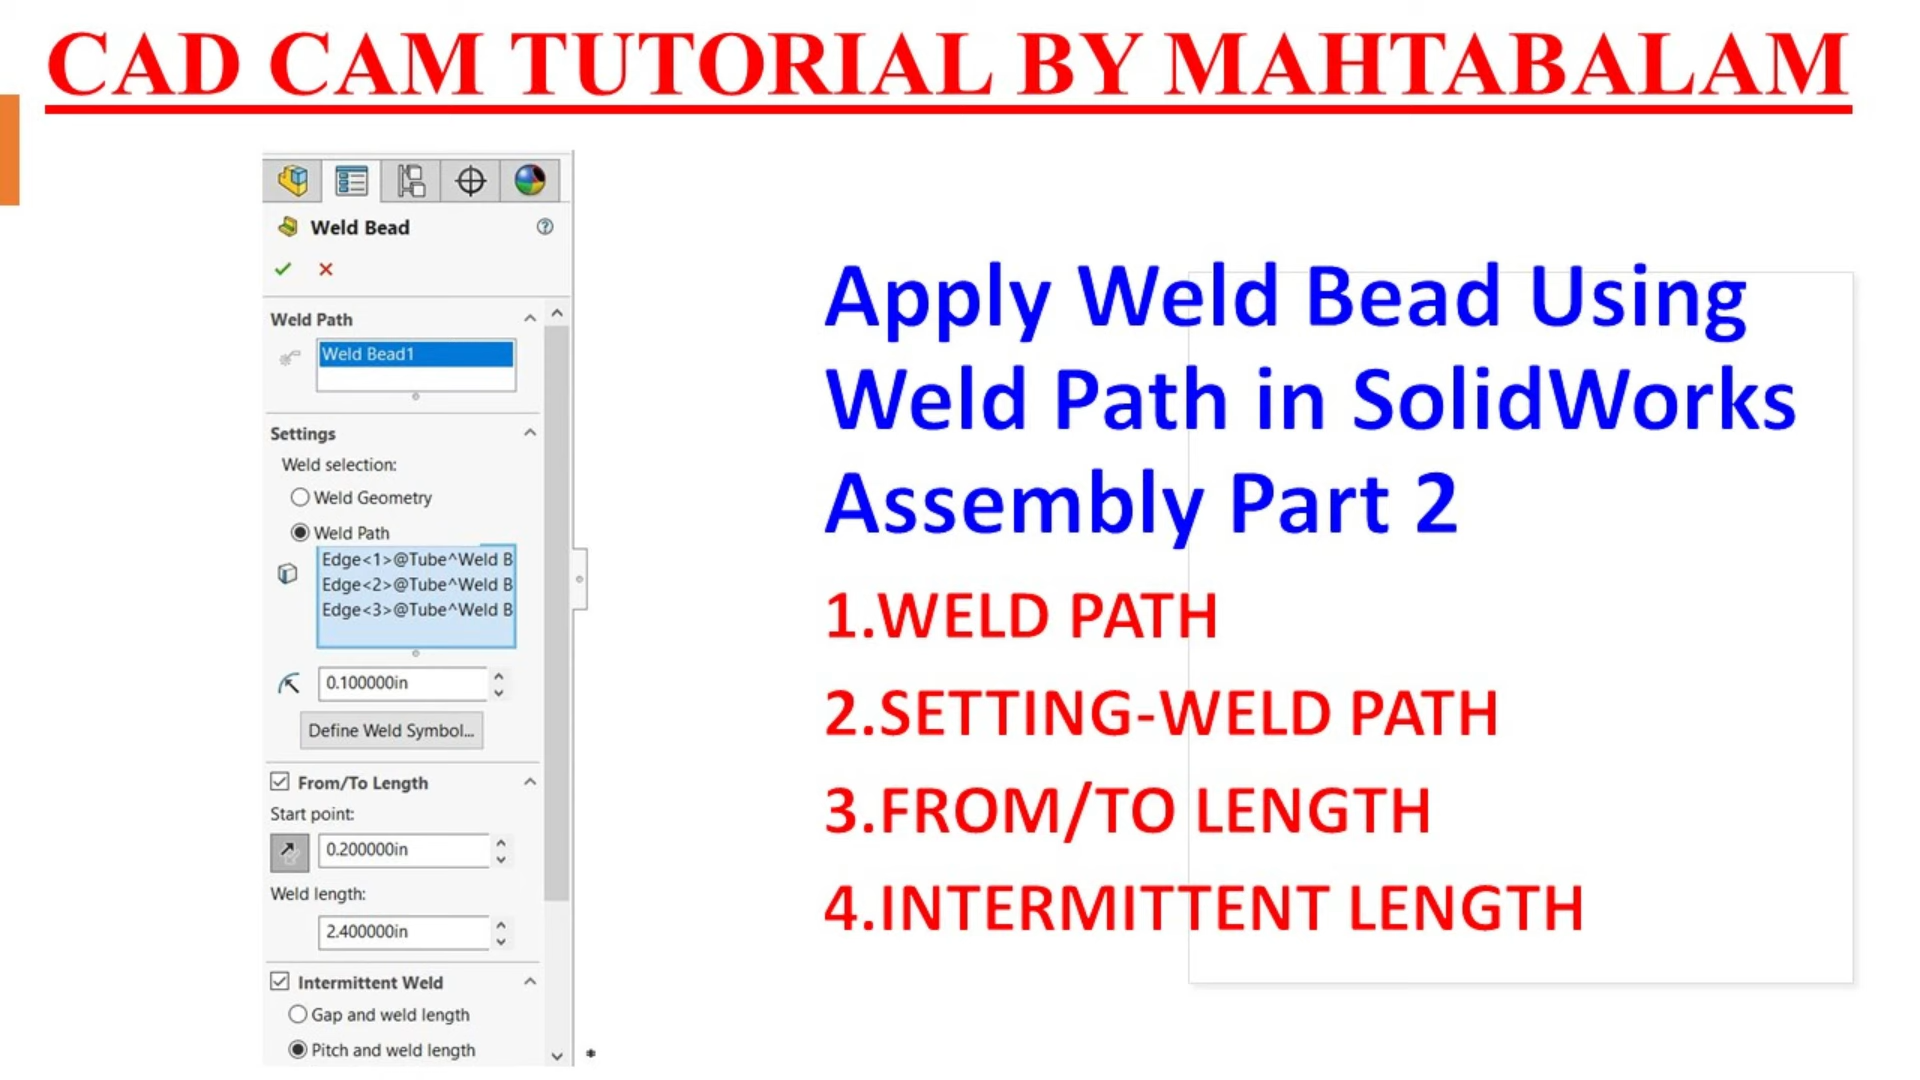 CAD CAM TUTORIAL BY MAHTABALAM
Weld Bead
Weld Path
Weld Bead1
Settings
Weld selection:
Weld Geometry
Weld Path
Edge<1>@Tube^Weld B
Edge<2>@Tube^Weld B
Edge<3>@Tube^Weld B
0.100000in
Define Weld Symbol...
From/To Length
Start point:
0.200000in
Weld length:
2.400000in
Intermittent Weld
Gap and weld length
Pitch and weld length
Apply Weld Bead Using
Weld Path in SolidWorks
Assembly Part 2
1.WELD PATH
2.SETTING-WELD PATH
3.FROM/TO LENGTH
4.INTERMITTENT LENGTH